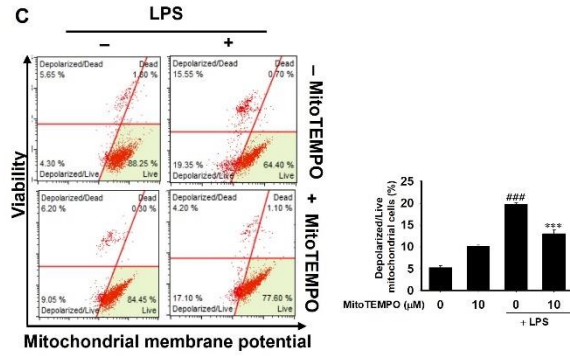 C
LPS
– +
Depolarized/Dead Dead
5.65 % 1.80 %
4.30 % 88.25 %
Depolarized/Live Live
Depolarized/Dead Dead
15.55 % 0.70 %
19.35 % 64.40 %
Depolarized/Live Live
– MitoTEMPO
Depolarized/Dead Dead
6.20 % 0.30 %
9.05 % 84.45 %
Depolarized/Live Live
Depolarized/Dead Dead
4.20 % 1.10 %
17.10 % 77.60 %
Depolarized/Live Live
+ MitoTEMPO
Viability
Mitochondrial membrane potential
Depolarized/Live
mitochondrial cells (%)
25
20
15
10
5
0
###
***
MitoTEMPO (μM) 0 10 0 10
+ LPS